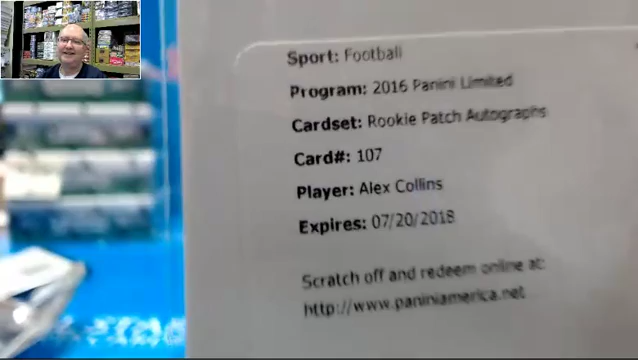 Sport: Football
Program: 2016 Panini Limited
Cardset: Rookie Patch Autographs
Card#: 107
Player: Alex Collins
Expires: 07/20/2018
Scratch off and redeem online at:
http://www.paniniamerica.net